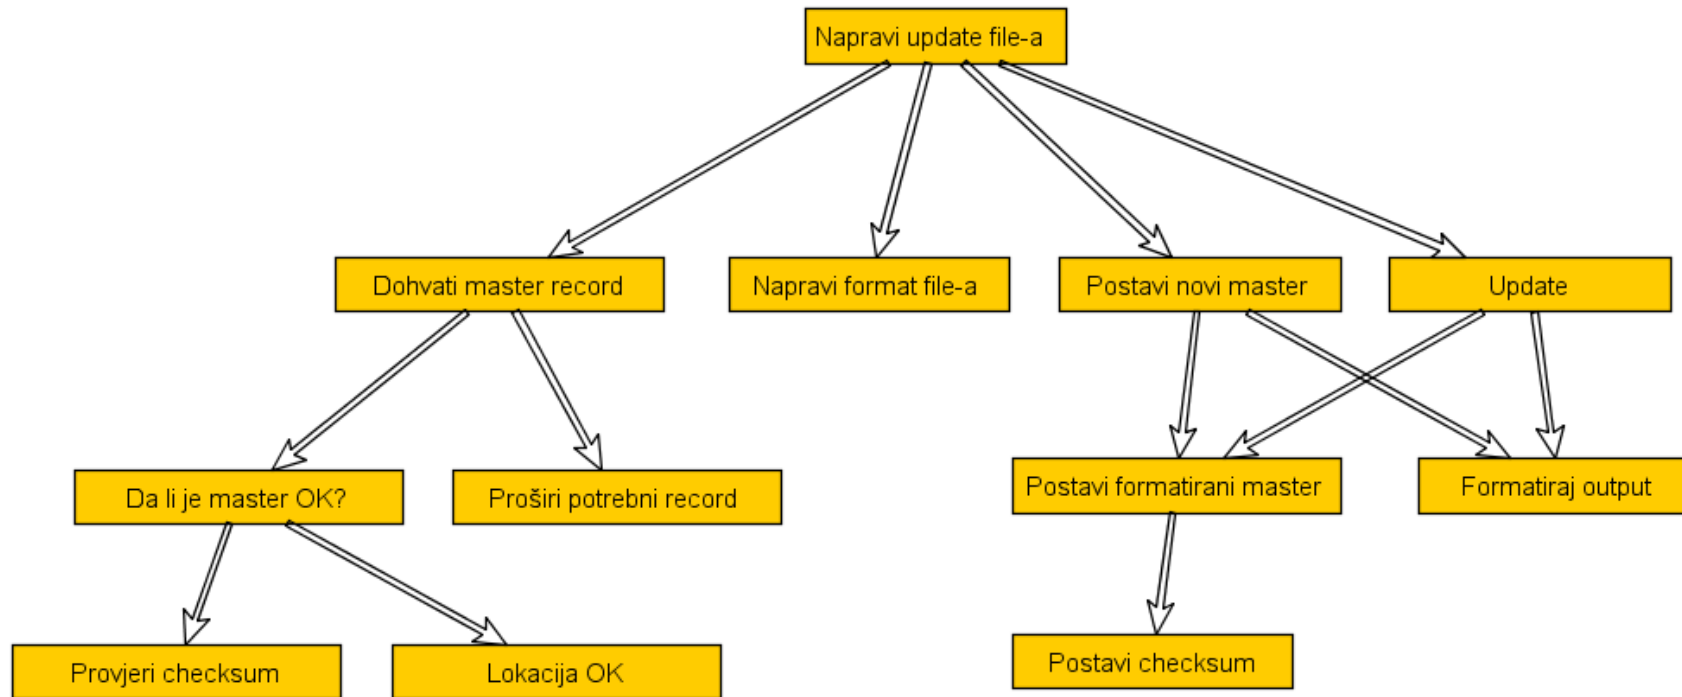 Napravi update file-a
Dohvati master record
Napravi format file-a
Postavi novi master
Update
Da li je master OK?
Proširi potrebni record
Postavi formatirani master
Formatiraj output
Provjeri checksum
Lokacija OK
Postavi checksum